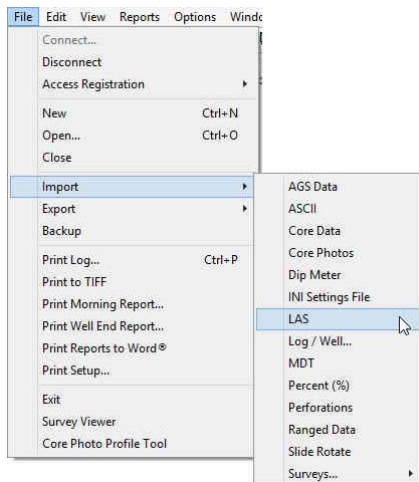 File Edit View Reports Options
Connect...
Disconnect
Access Registration
New Ctrl+N
Open... Ctrl+O
Close
Import
Export
Backup
Print Log... Ctrl+P
Print to TIFF
Print Morning Report...
Print Well End Report...
Print Reports to Word®
Print Setup...
Exit
Survey Viewer
Core Photo Profile Tool
AGS Data
ASCII
Core Data
Core Photos
Dip Meter
INI Settings File
LAS
Log / Well...
MDT
Percent (%)
Perforations
Ranged Data
Slide Rotate
Surveys...